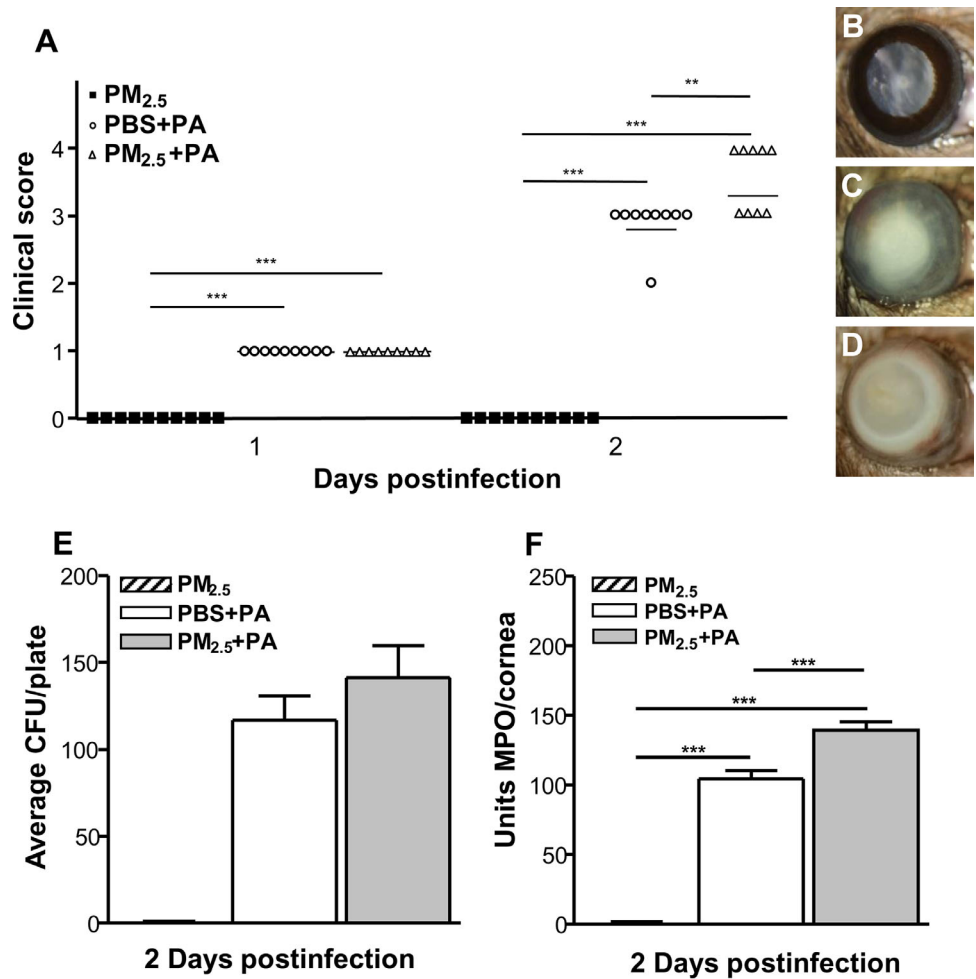 A
PM2.5
PBS+PA
PM2.5+PA
Clinical score
4
3
2
1
0
***
***
***
***
**
1
2
Days postinfection
B
C
D
E
PM2.5
PBS+PA
PM2.5+PA
Average CFU/plate
200
150
100
50
0
2 Days postinfection
F
PM2.5
PBS+PA
PM2.5+PA
Units MPO/cornea
250
200
150
100
50
0
***
***
***
2 Days postinfection